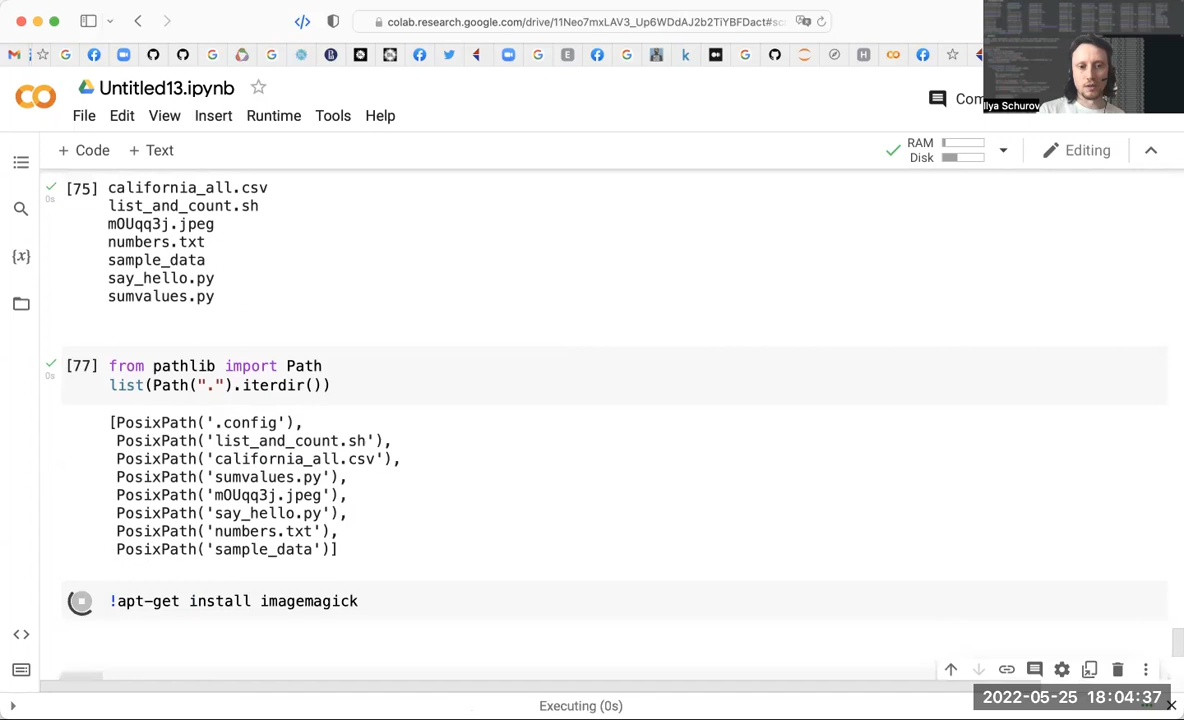 colab.research.google.com/drive/11Neo7mxLAV3_Up6WDdAJ2b2TiYBFDact#sc
Untitled13.ipynb
Com
Ilya Schurov
File Edit View Insert Runtime Tools Help
+ Code + Text
RAM
Disk
Editing
[75] california_all.csv
0s
list_and_count.sh
mOUqq3j.jpeg
numbers.txt
sample_data
say_hello.py
sumvalues.py
[77] from pathlib import Path
0s
list(Path(".").iterdir())
[PosixPath('.config'),
PosixPath('list_and_count.sh'),
PosixPath('california_all.csv'),
PosixPath('sumvalues.py'),
PosixPath('mOUqq3j.jpeg'),
PosixPath('say_hello.py'),
PosixPath('numbers.txt'),
PosixPath('sample_data')]
!apt-get install imagemagick
2022-05-25 18:04:37
Executing (0s)